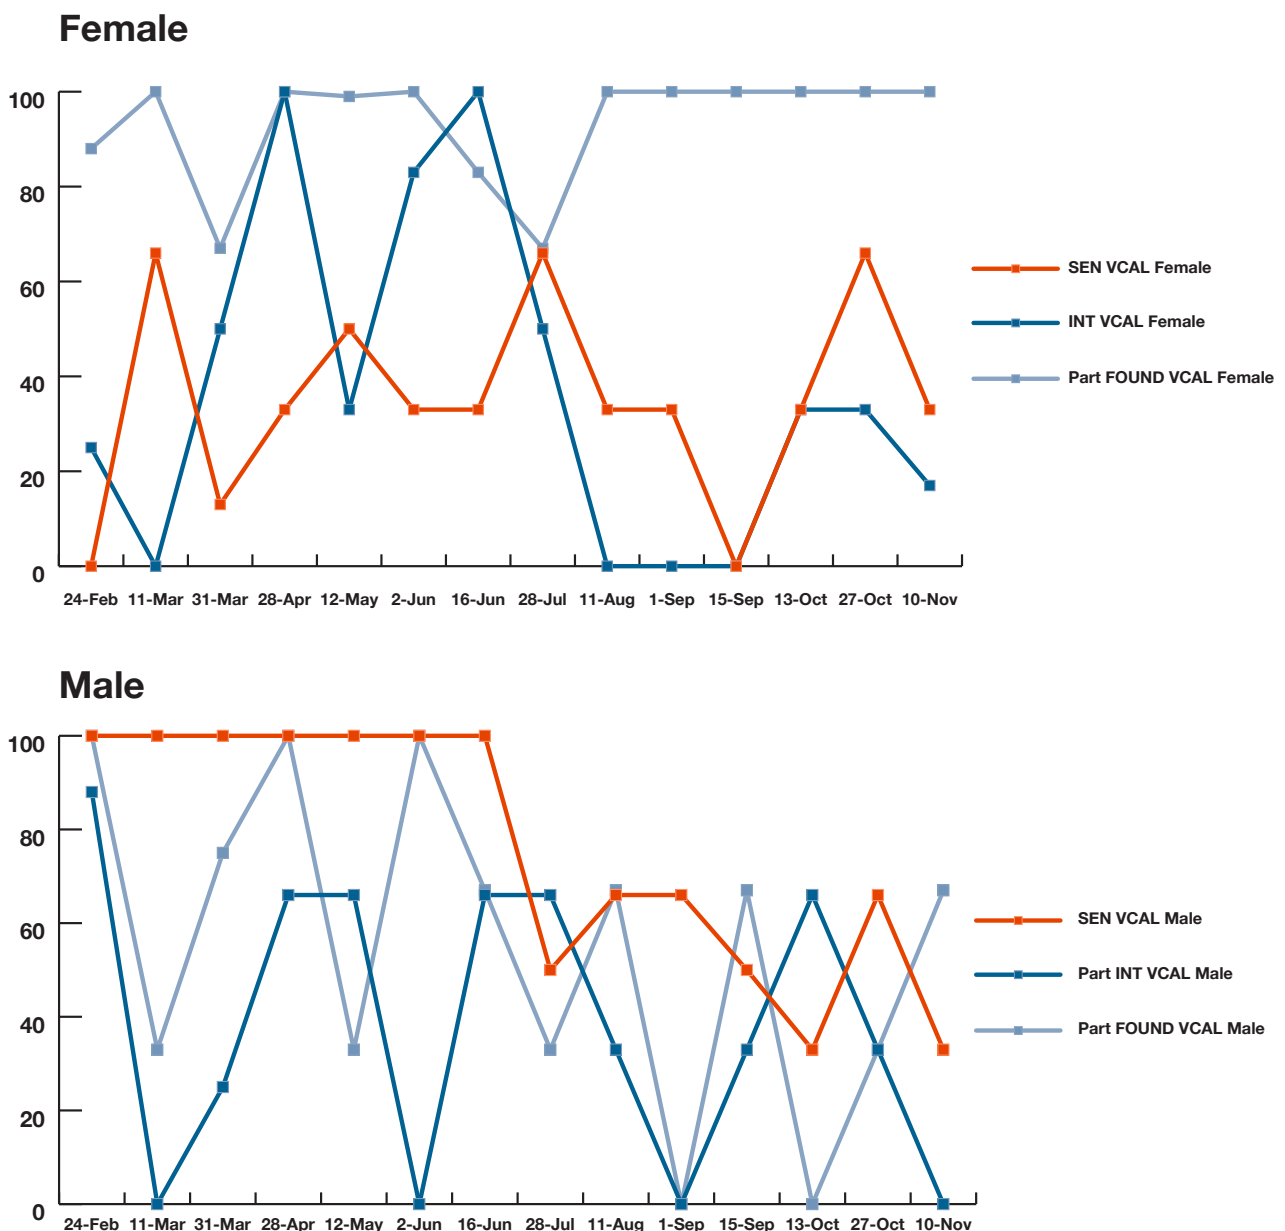 Female
100
80
60
40
20
0
24-Feb 11-Mar 31-Mar 28-Apr 12-May 2-Jun 16-Jun 28-Jul 11-Aug 1-Sep 15-Sep 13-Oct 27-Oct 10-Nov
SEN VCAL Female
INT VCAL Female
Part FOUND VCAL Female
Male
100
80
60
40
20
0
24-Feb 11-Mar 31-Mar 28-Apr 12-May 2-Jun 16-Jun 28-Jul 11-Aug 1-Sep 15-Sep 13-Oct 27-Oct 10-Nov
SEN VCAL Male
Part INT VCAL Male
Part FOUND VCAL Male